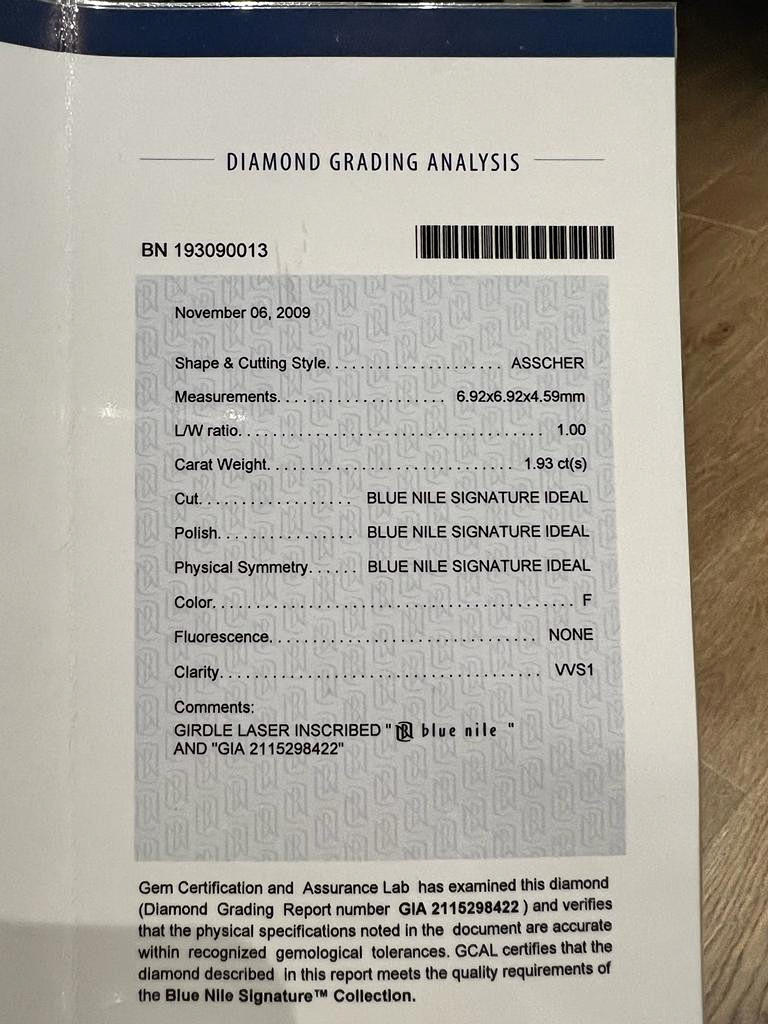 DIAMOND GRADING ANALYSIS
BN 193090013
November 06, 2009
Shape & Cutting Style. . . . . . . . . . . . . . . . . . . . . ASSCHER
Measurements. . . . . . . . . . . . . . . . . . . . 6.92x6.92x4.59mm
L/W ratio. . . . . . . . . . . . . . . . . . . . . . . . . . . . . . . . . . . . 1.00
Carat Weight. . . . . . . . . . . . . . . . . . . . . . . . . . . . . 1.93 ct(s)
Cut. . . . . . . . . . . . . . . . . . BLUE NILE SIGNATURE IDEAL
Polish. . . . . . . . . . . . . . . . BLUE NILE SIGNATURE IDEAL
Physical Symmetry. . . . . . BLUE NILE SIGNATURE IDEAL
Color. . . . . . . . . . . . . . . . . . . . . . . . . . . . . . . . . . . . . . . . . . F
Fluorescence. . . . . . . . . . . . . . . . . . . . . . . . . . . . . . . NONE
Clarity. . . . . . . . . . . . . . . . . . . . . . . . . . . . . . . . . . . . . VVS1
Comments:
GIRDLE LASER INSCRIBED " BN blue nile "
AND "GIA 2115298422"
Gem Certification and Assurance Lab has examined this diamond
(Diamond Grading Report number GIA 2115298422 ) and verifies
that the physical specifications noted in the document are accurate
within recognized gemological tolerances. GCAL certifies that the
diamond described in this report meets the quality requirements of
the Blue Nile Signature™ Collection.